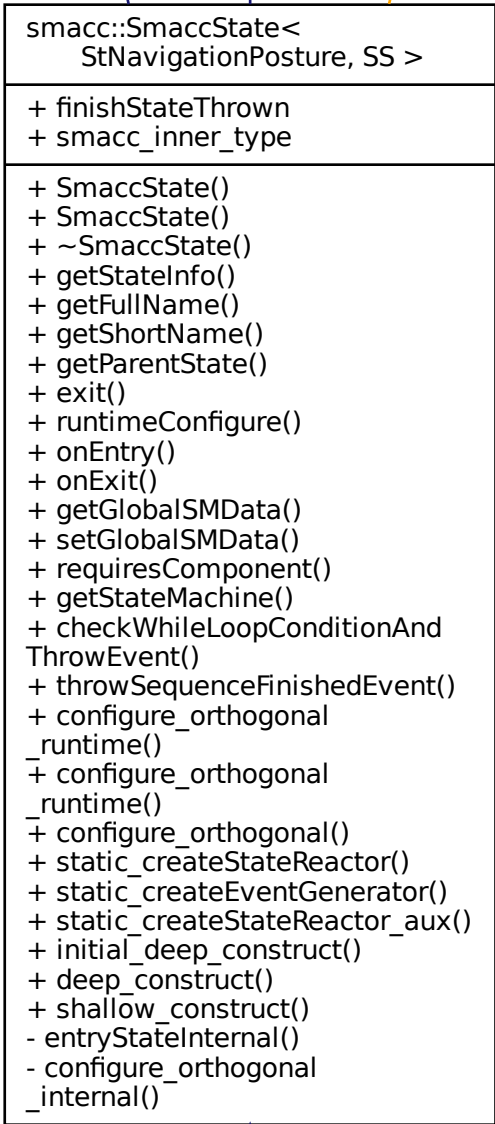 smacc::SmaccState<
StNavigationPosture, SS >
+ finishStateThrown
+ smacc_inner_type
+ SmaccState()
+ SmaccState()
+ ~SmaccState()
+ getStateInfo()
+ getFullName()
+ getShortName()
+ getParentState()
+ exit()
+ runtimeConfigure()
+ onEntry()
+ onExit()
+ getGlobalSMData()
+ setGlobalSMData()
+ requiresComponent()
+ getStateMachine()
+ checkWhileLoopConditionAnd
ThrowEvent()
+ throwSequenceFinishedEvent()
+ configure_orthogonal
_runtime()
+ configure_orthogonal
_runtime()
+ configure_orthogonal()
+ static_createStateReactor()
+ static_createEventGenerator()
+ static_createStateReactor_aux()
+ initial_deep_construct()
+ deep_construct()
+ shallow_construct()
- entryStateInternal()
- configure_orthogonal
_internal()